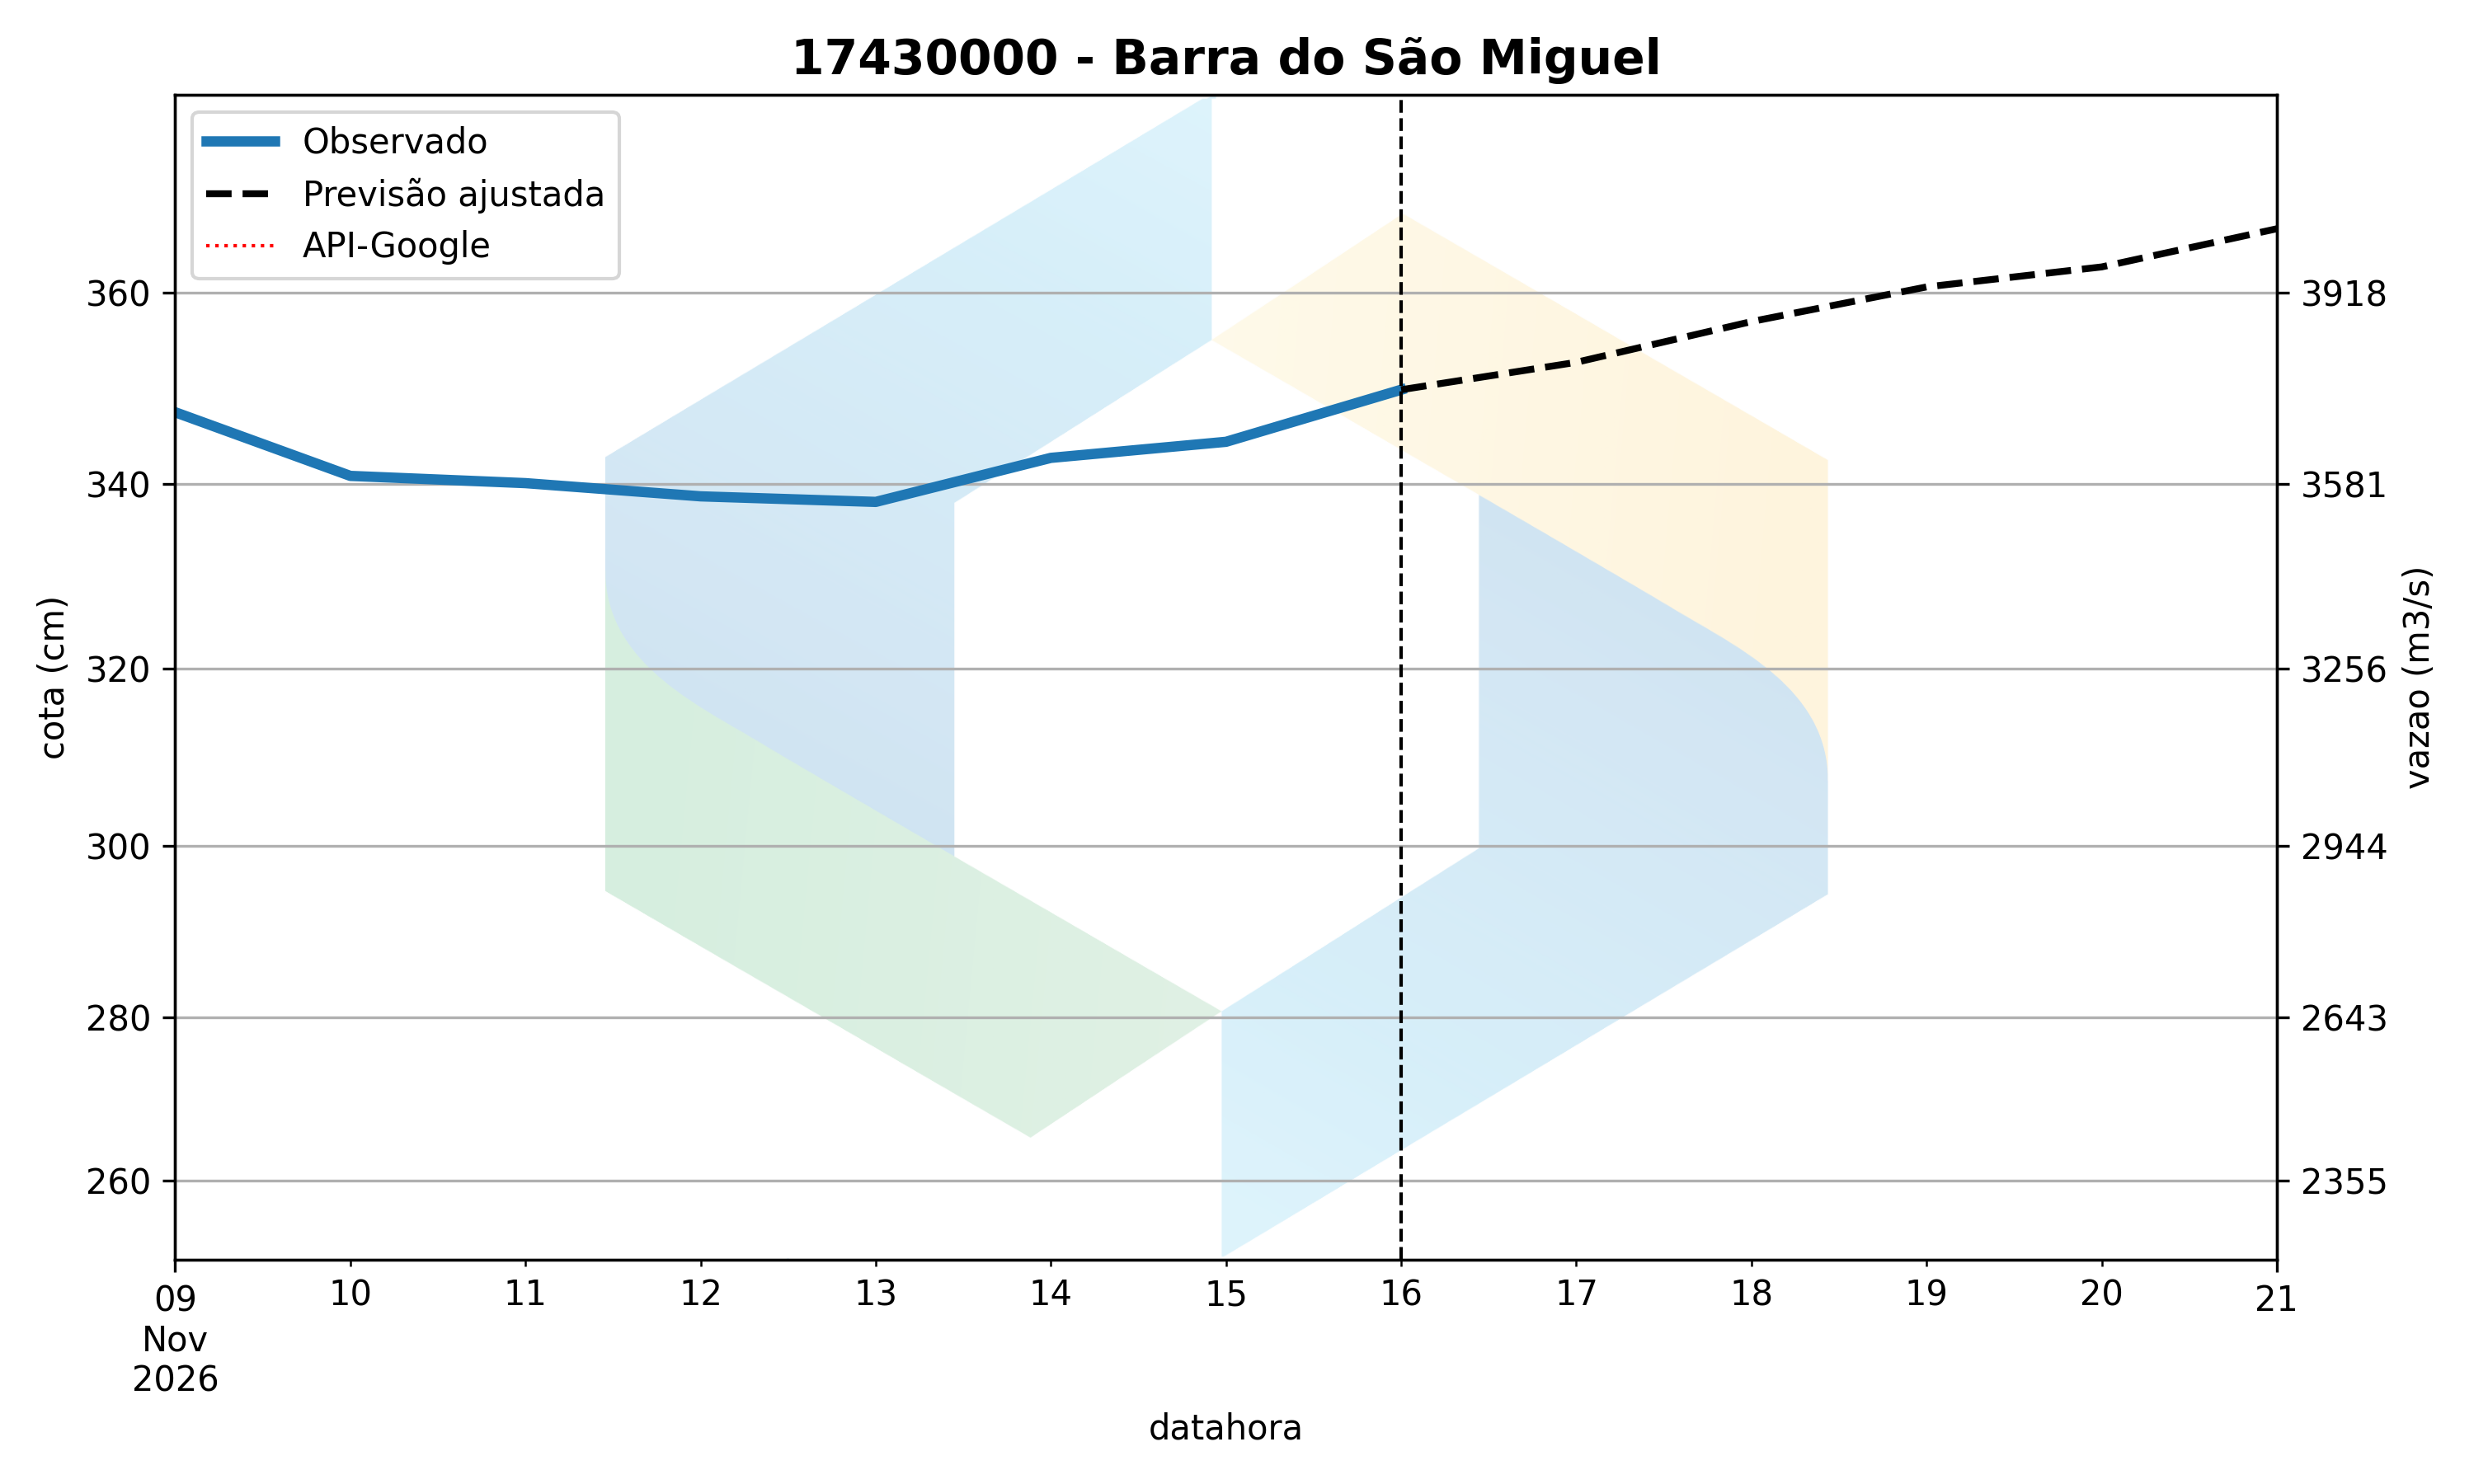 17430000 - Barra do São Miguel
Observado
Previsão ajustada
API-Google
360
340
320
300
280
260
cota (cm)
3918
3581
3256
2944
2643
2355
vazao (m3/s)
09 10 11 12 13 14 15 16 17 18 19 20 21
Nov
2026
datahora